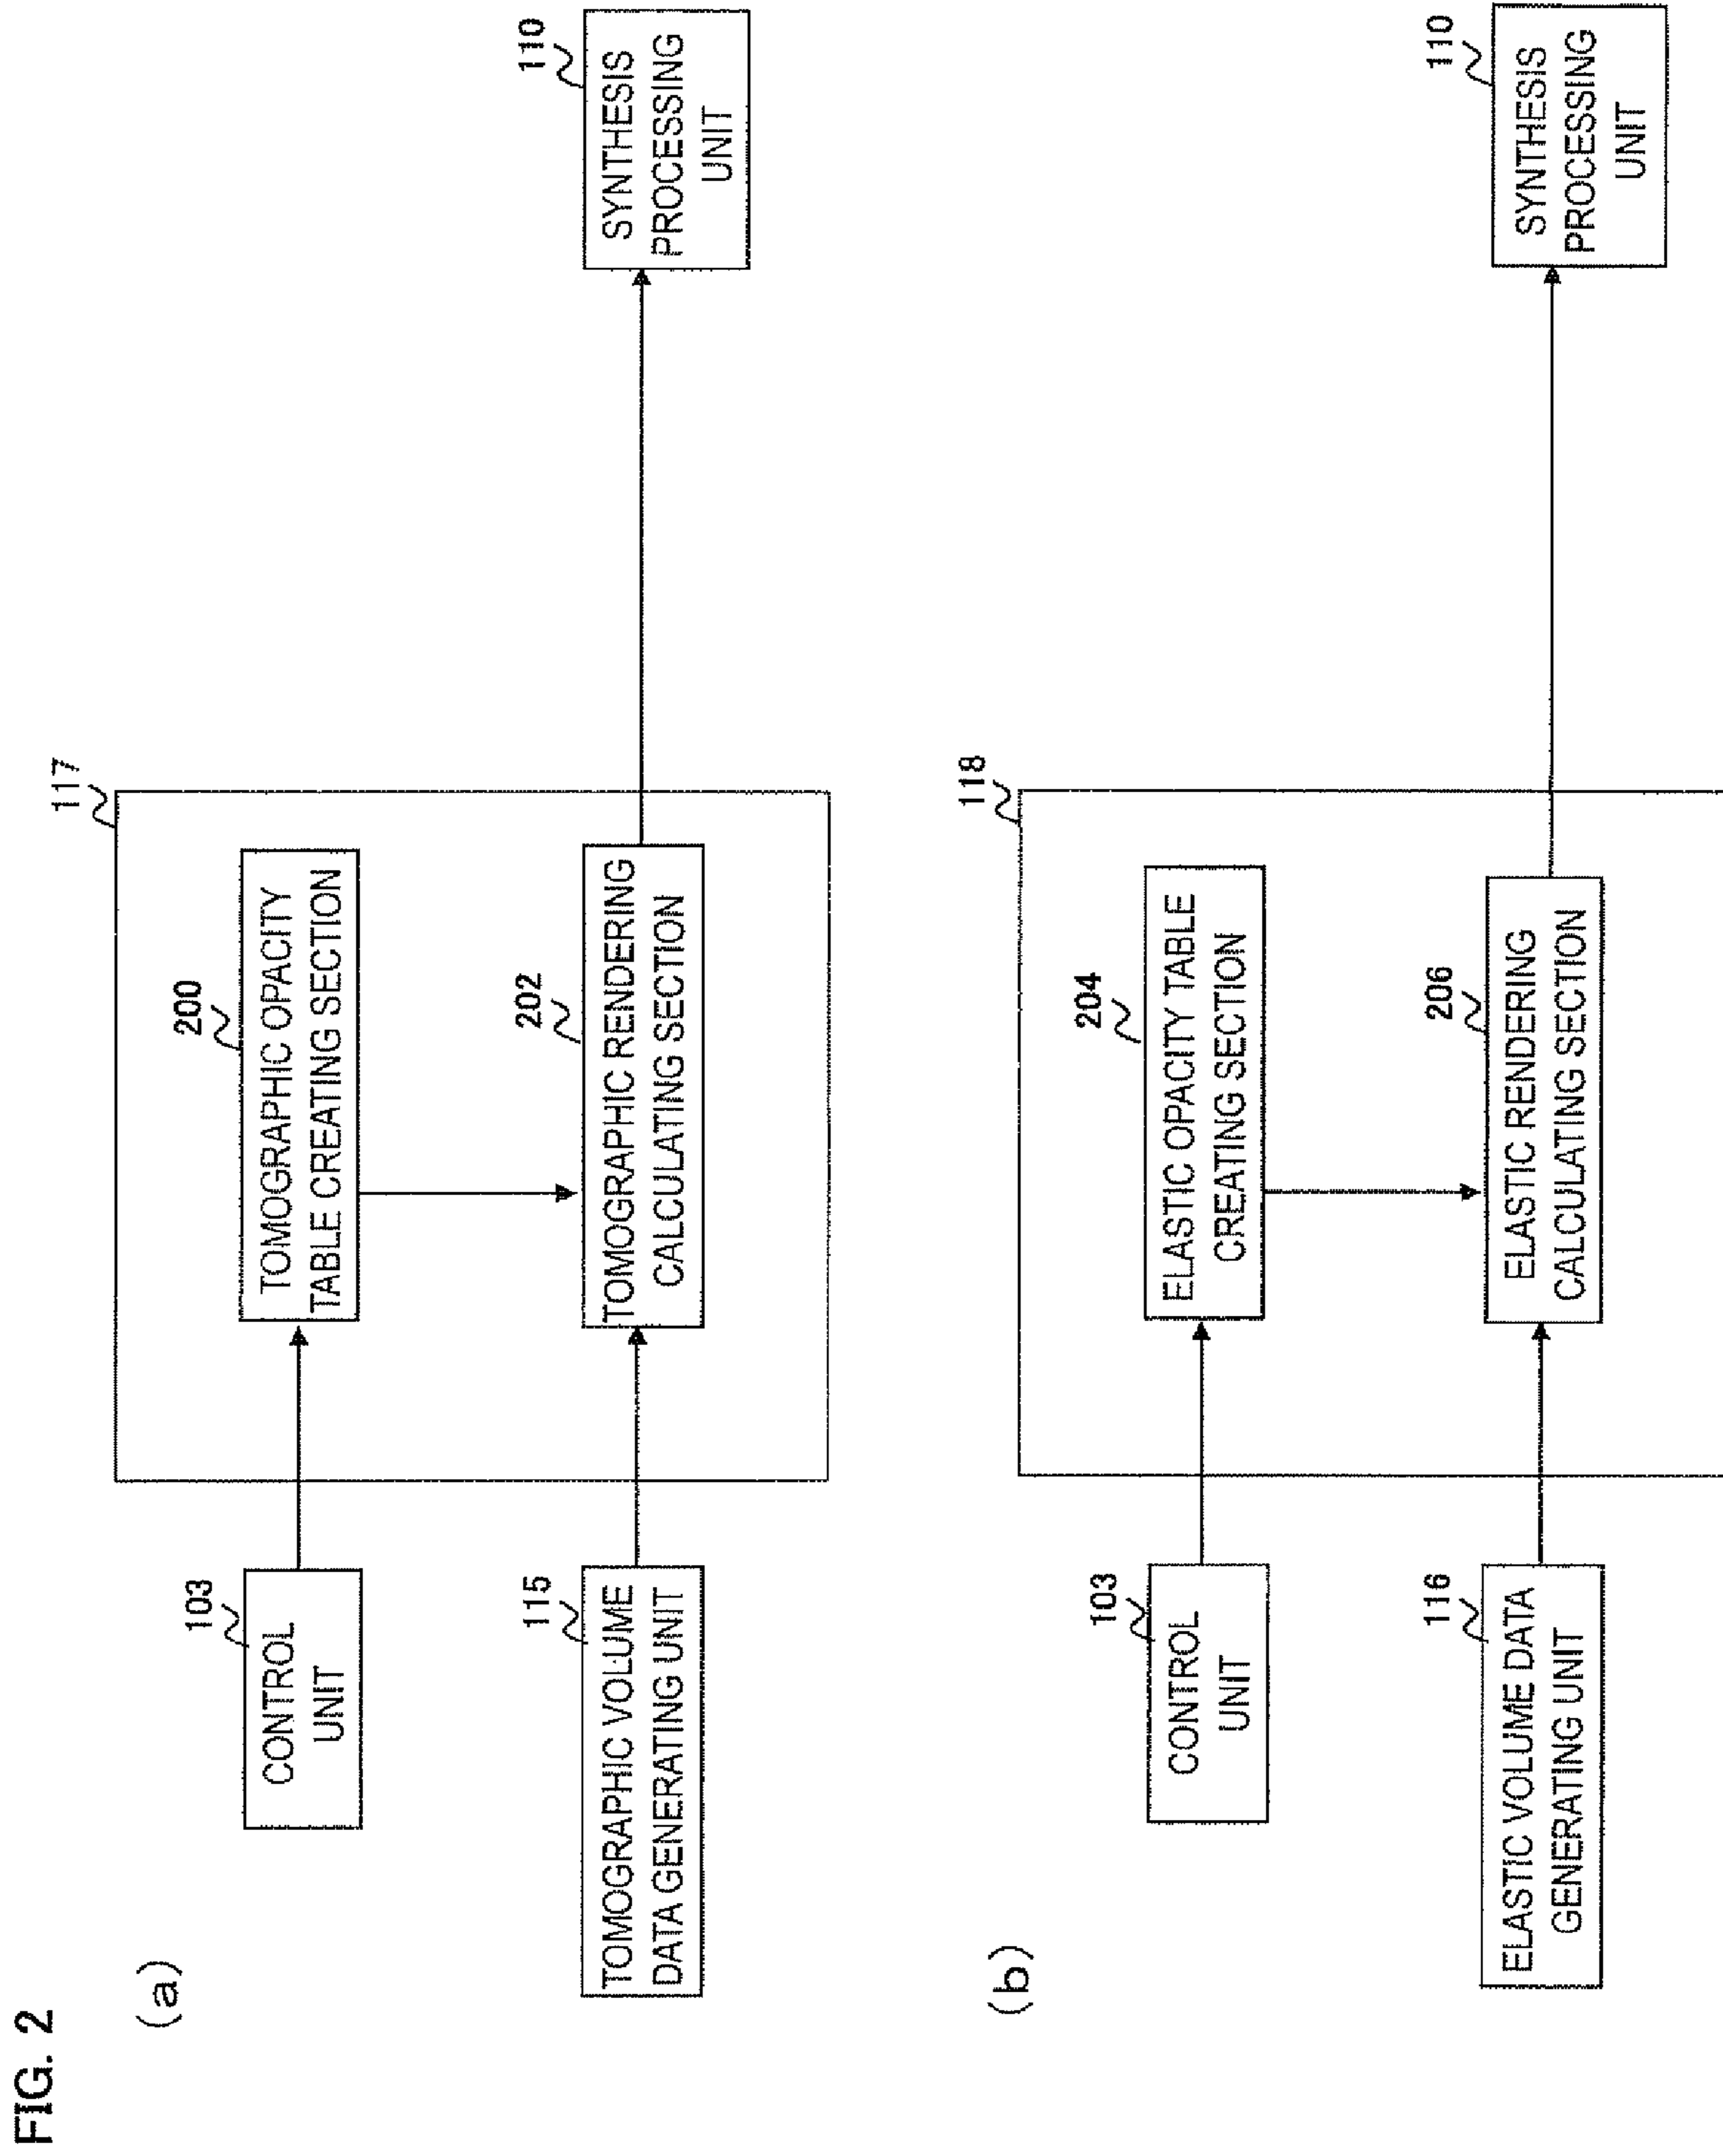 FIG. 2
(a)
103
CONTROL
UNIT
115
TOMOGRAPHIC VOLUME
DATA GENERATING UNIT
117
200
TOMOGRAPHIC OPACITY
TABLE CREATING SECTION
202
TOMOGRAPHIC RENDERING
CALCULATING SECTION
110
SYNTHESIS
PROCESSING
UNIT
(b)
103
CONTROL
UNIT
116
ELASTIC VOLUME DATA
GENERATING UNIT
118
204
ELASTIC OPACITY TABLE
CREATING SECTION
206
ELASTIC RENDERING
CALCULATING SECTION
110
SYNTHESIS
PROCESSING
UNIT